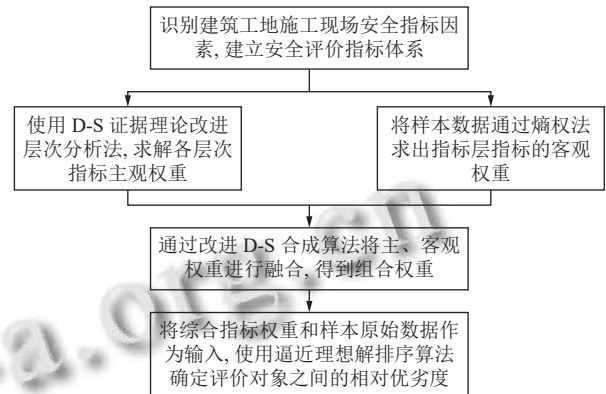 识别建筑工地施工现场安全指标因
素, 建立安全评价指标体系
使用 D-S 证据理论改进
层次分析法, 求解各层次
指标主观权重
将样本数据通过熵权法
求出指标层指标的客观
权重
通过改进 D-S 合成算法将主、客观
权重进行融合, 得到组合权重
将综合指标权重和样本原始数据作
为输入, 使用逼近理想解排序算法
确定评价对象之间的相对优劣度
a.org.cn